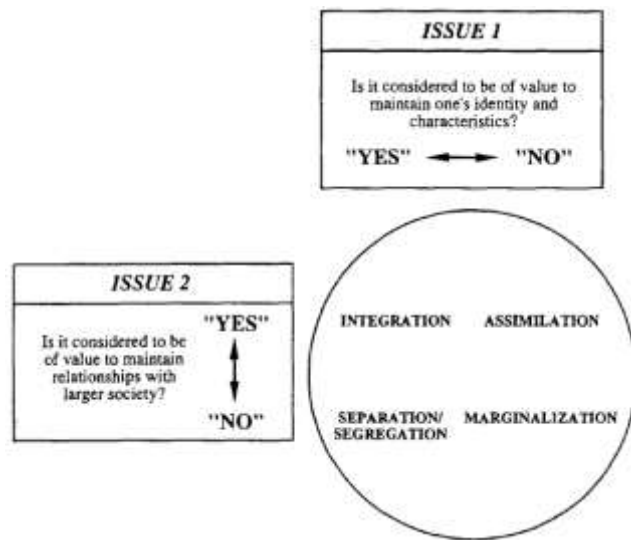 ISSUE 1
Is it considered to be of value to
maintain one's identity and
characteristics?
"YES" "NO"
ISSUE 2
"YES"
Is it considered to be
of value to maintain
relationships with
larger society?
"NO"
INTEGRATION ASSIMILATION
SEPARATION/ MARGINALIZATION
SEGREGATION